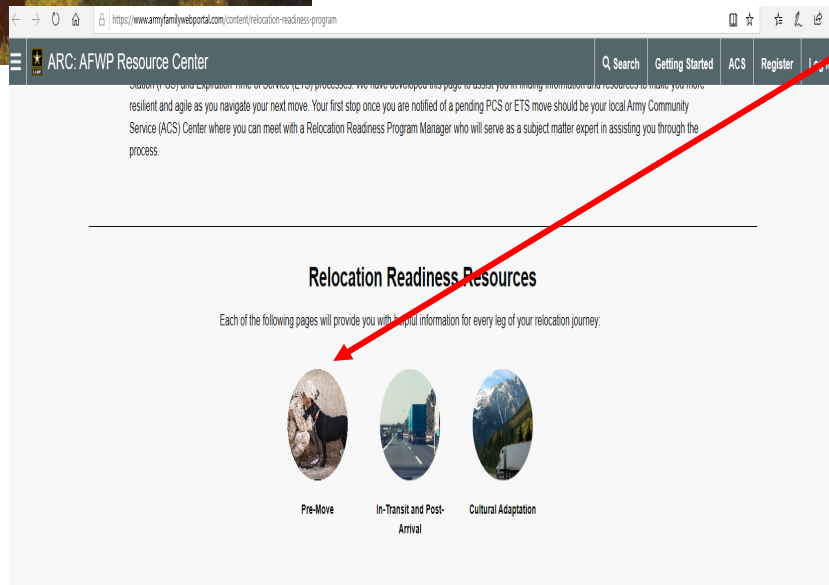 https://www.armyfamilywebportal.com/content/relocation-readiness-program
ARC: AFWP Resource Center
Search
Getting Started
ACS
Register
Station (PCS) and Expiration Time of Service (ETS) processes. We have developed this page to assist you in finding information and resources to make you more
resilient and agile as you navigate your next move. Your first stop once you are notified of a pending PCS or ETS move should be your local Army Community
Service (ACS) Center where you can meet with a Relocation Readiness Program Manager who will serve as a subject matter expert in assisting you through the
process.
Relocation Readiness Resources
Each of the following pages will provide you with helpful information for every leg of your relocation journey:
Pre-Move
In-Transit and Post-
Arrival
Cultural Adaptation